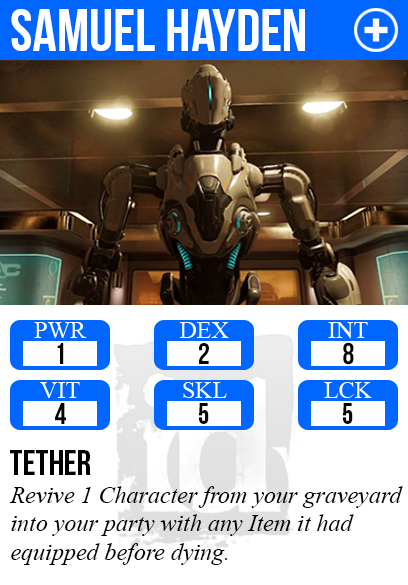 SAMUEL HAYDEN
PWR DEX INT
1 2 8
VIT SKL LCK
4 5 5
TETHER
Revive 1 Character from your graveyard
into your party with any Item it had
equipped before dying.